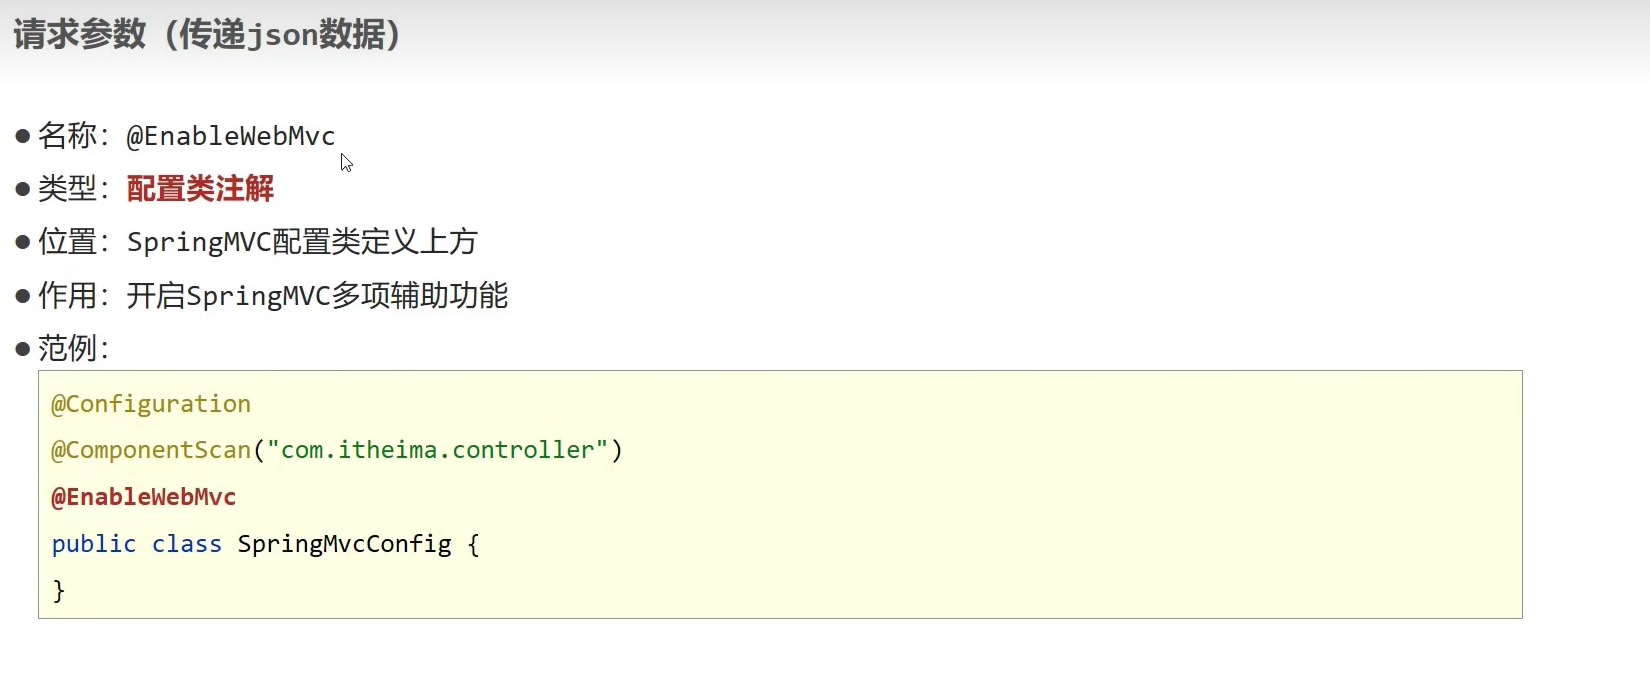 请求参数（传递json数据）
● 名称：@EnableWebMvc
● 类型：配置类注解
● 位置：SpringMVC配置类定义上方
● 作用：开启SpringMVC多项辅助功能
● 范例：
@Configuration
@ComponentScan("com.itheima.controller")
@EnableWebMvc
public class SpringMvcConfig {
}